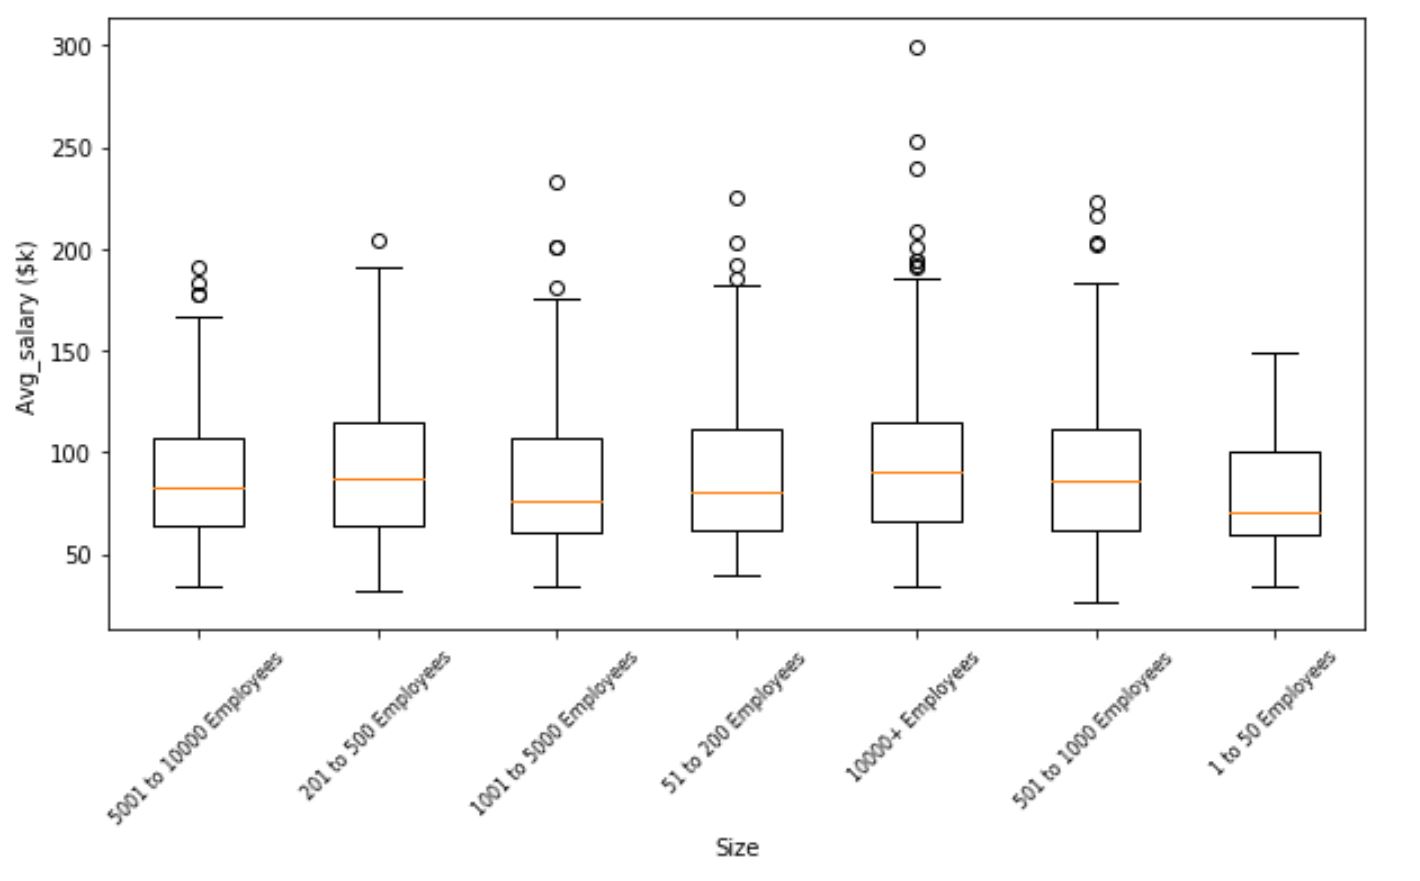 300
250
200
150
100
50
Avg_salary ($k)
5001 to 10000 Employees
201 to 500 Employees
1001 to 5000 Employees
51 to 200 Employees
10000+ Employees
501 to 1000 Employees
1 to 50 Employees
Size